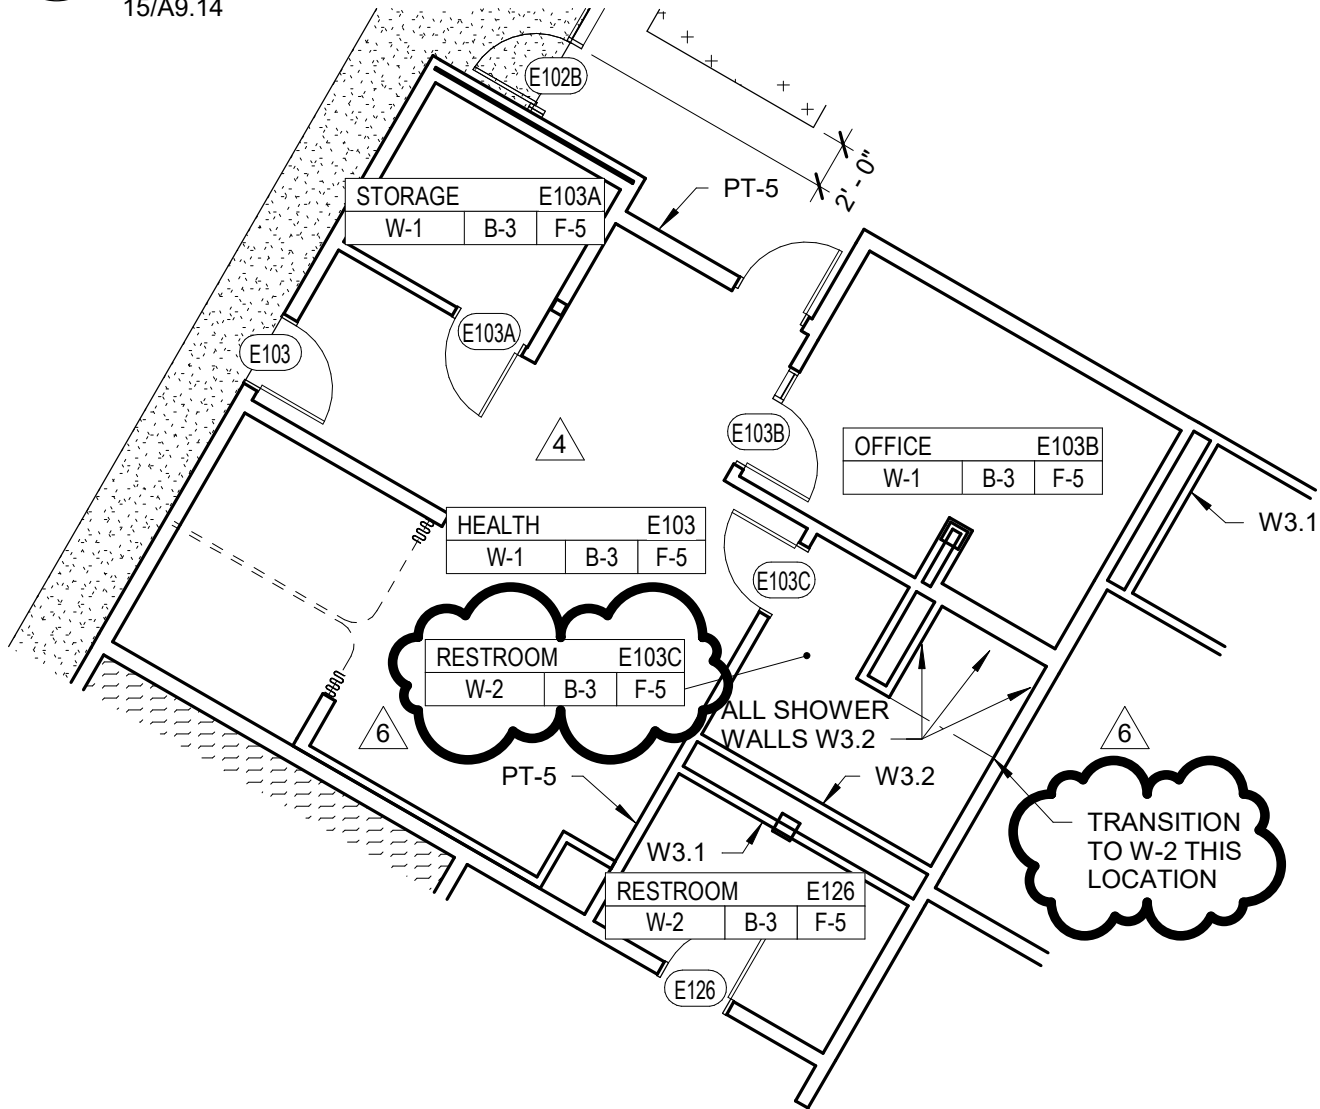 15/A9.14
E102B
2' - 0"
PT-5
STORAGE E103A
W-1 B-3 F-5
E103A
E103
4
E103B
OFFICE E103B
W-1 B-3 F-5
W3.1
HEALTH E103
W-1 B-3 F-5
E103C
RESTROOM E103C
W-2 B-3 F-5
6
ALL SHOWER
WALLS W3.2
6
PT-5
W3.2
W3.1
TRANSITION
TO W-2 THIS
LOCATION
RESTROOM E126
W-2 B-3 F-5
E126